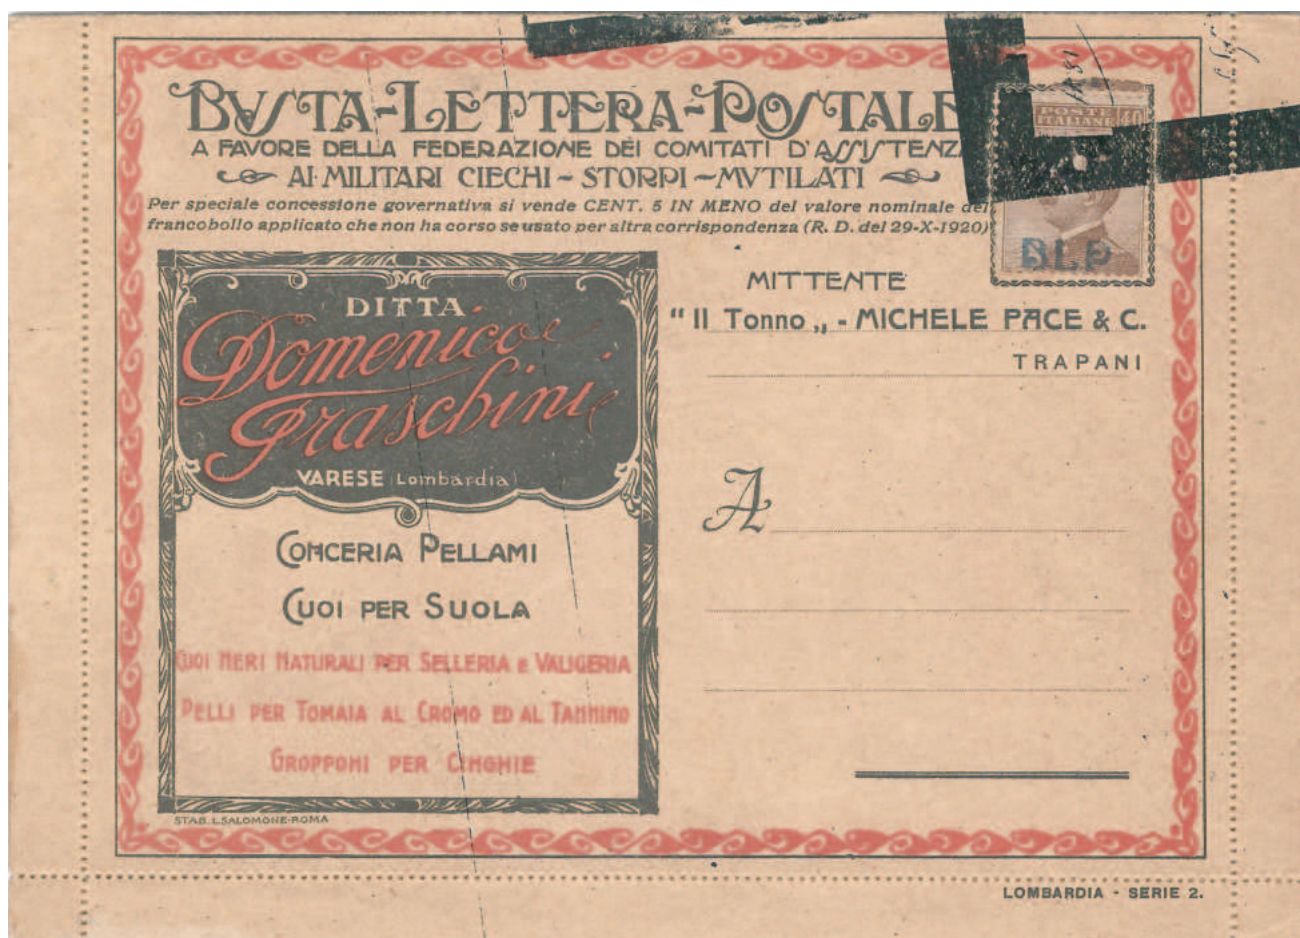 BUSTA-LETTERA-POSTALE
A FAVORE DELLA FEDERAZIONE DEI COMITATI D'ASSISTENZA
AI MILITARI CIECHI - STORPI - MVTILATI
Per speciale concessione governativa si vende CENT. 5 IN MENO del valore nominale del
francobollo applicato che non ha corso se usato per altra corrispondenza (R. D. del 29-X-1920)
POSTE
ITALIANE
40
B.L.P
DITTA
Domenico
Fraschini
VARESE (Lombardia)
CONCERIA PELLAMI
CUOI PER SUOLA
CUOI NERI NATURALI PER SELLERIA E VALIGERIA
PELLI PER TOMAIA AL CROMO ED AL TANNINO
GROPPONI PER CINGHIE
STAB. L. SALOMONE-ROMA
MITTENTE
"Il Tonno„ - MICHELE PACE & C.
TRAPANI
A
LOMBARDIA - SERIE 2.